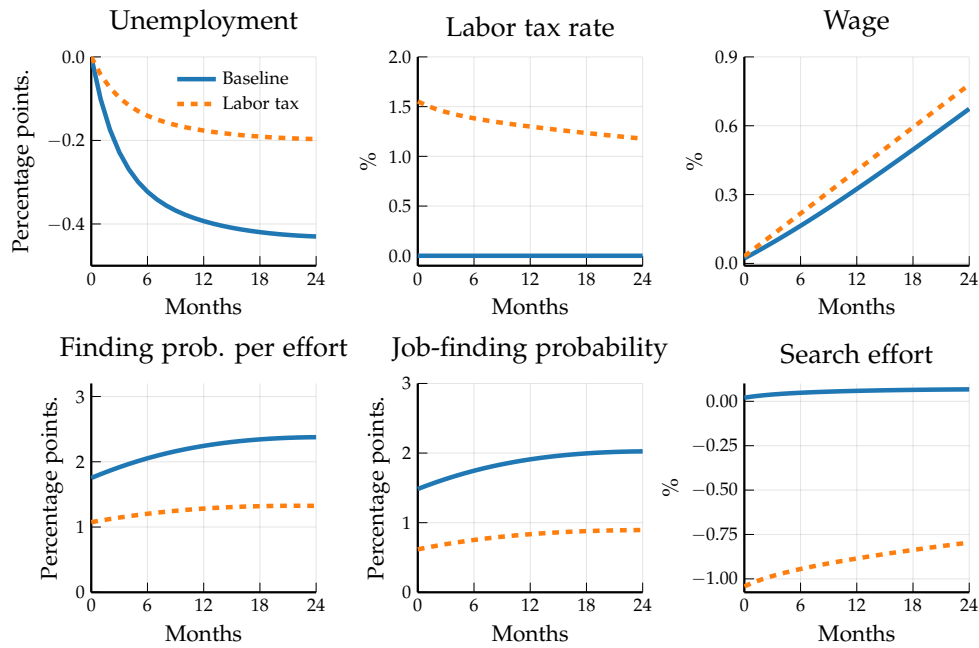 Unemployment
Percentage points.
0.0
−0.2
−0.4
Baseline
Labor tax
0 6 12 18 24
Months
Labor tax rate
%
2.0
1.5
1.0
0.5
0.0
0 6 12 18 24
Months
Wage
%
0.9
0.6
0.3
0.0
0 6 12 18 24
Months
Finding prob. per effort
Percentage points.
3
2
1
0
0 6 12 18 24
Months
Job-finding probability
Percentage points.
3
2
1
0
0 6 12 18 24
Months
Search effort
%
0.00
−0.25
−0.50
−0.75
−1.00
0 6 12 18 24
Months